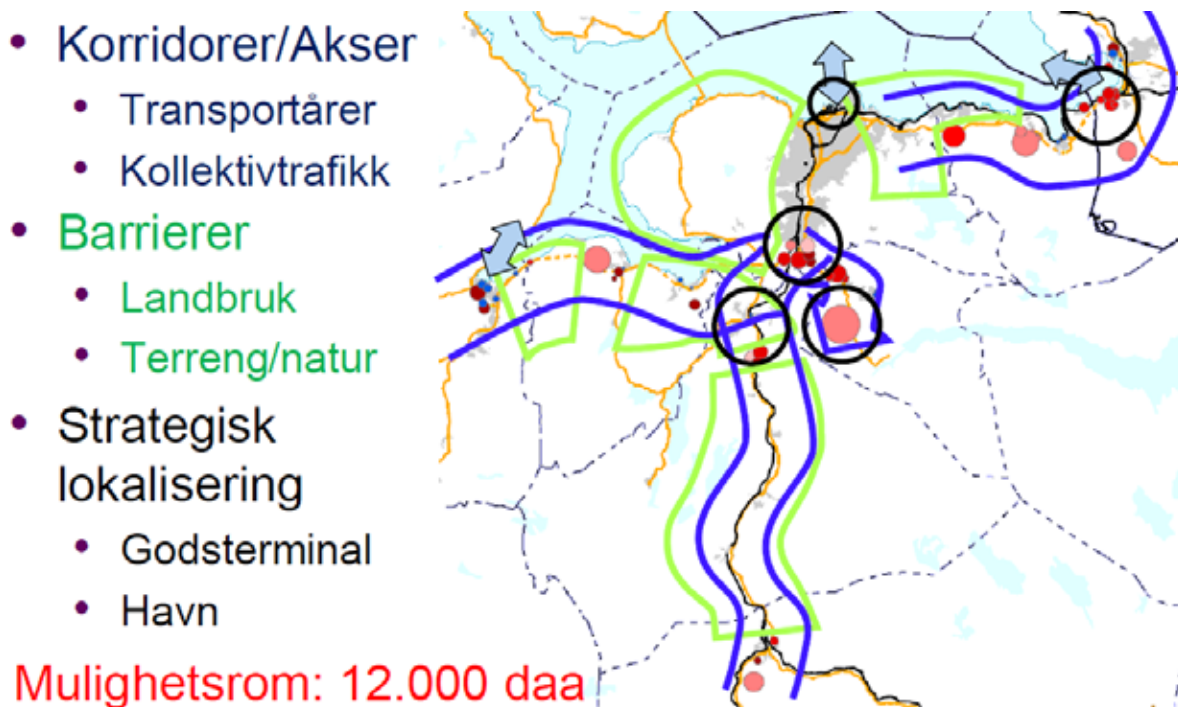 • Korridorer/Akser
• Transportårer
• Kollektivtrafikk
• Barrierer
• Landbruk
• Terreng/natur
• Strategisk
lokalisering
• Godsterminal
• Havn
Mulighetsrom: 12.000 daa